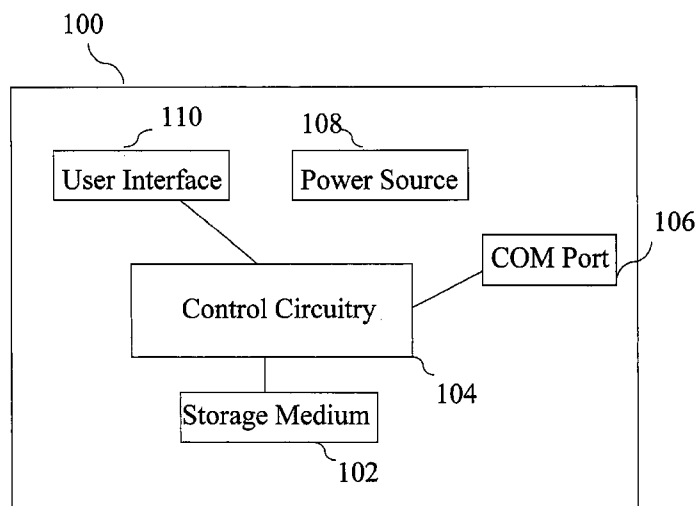 100
110
108
User Interface
Power Source
106
COM Port
Control Circuitry
104
Storage Medium
102